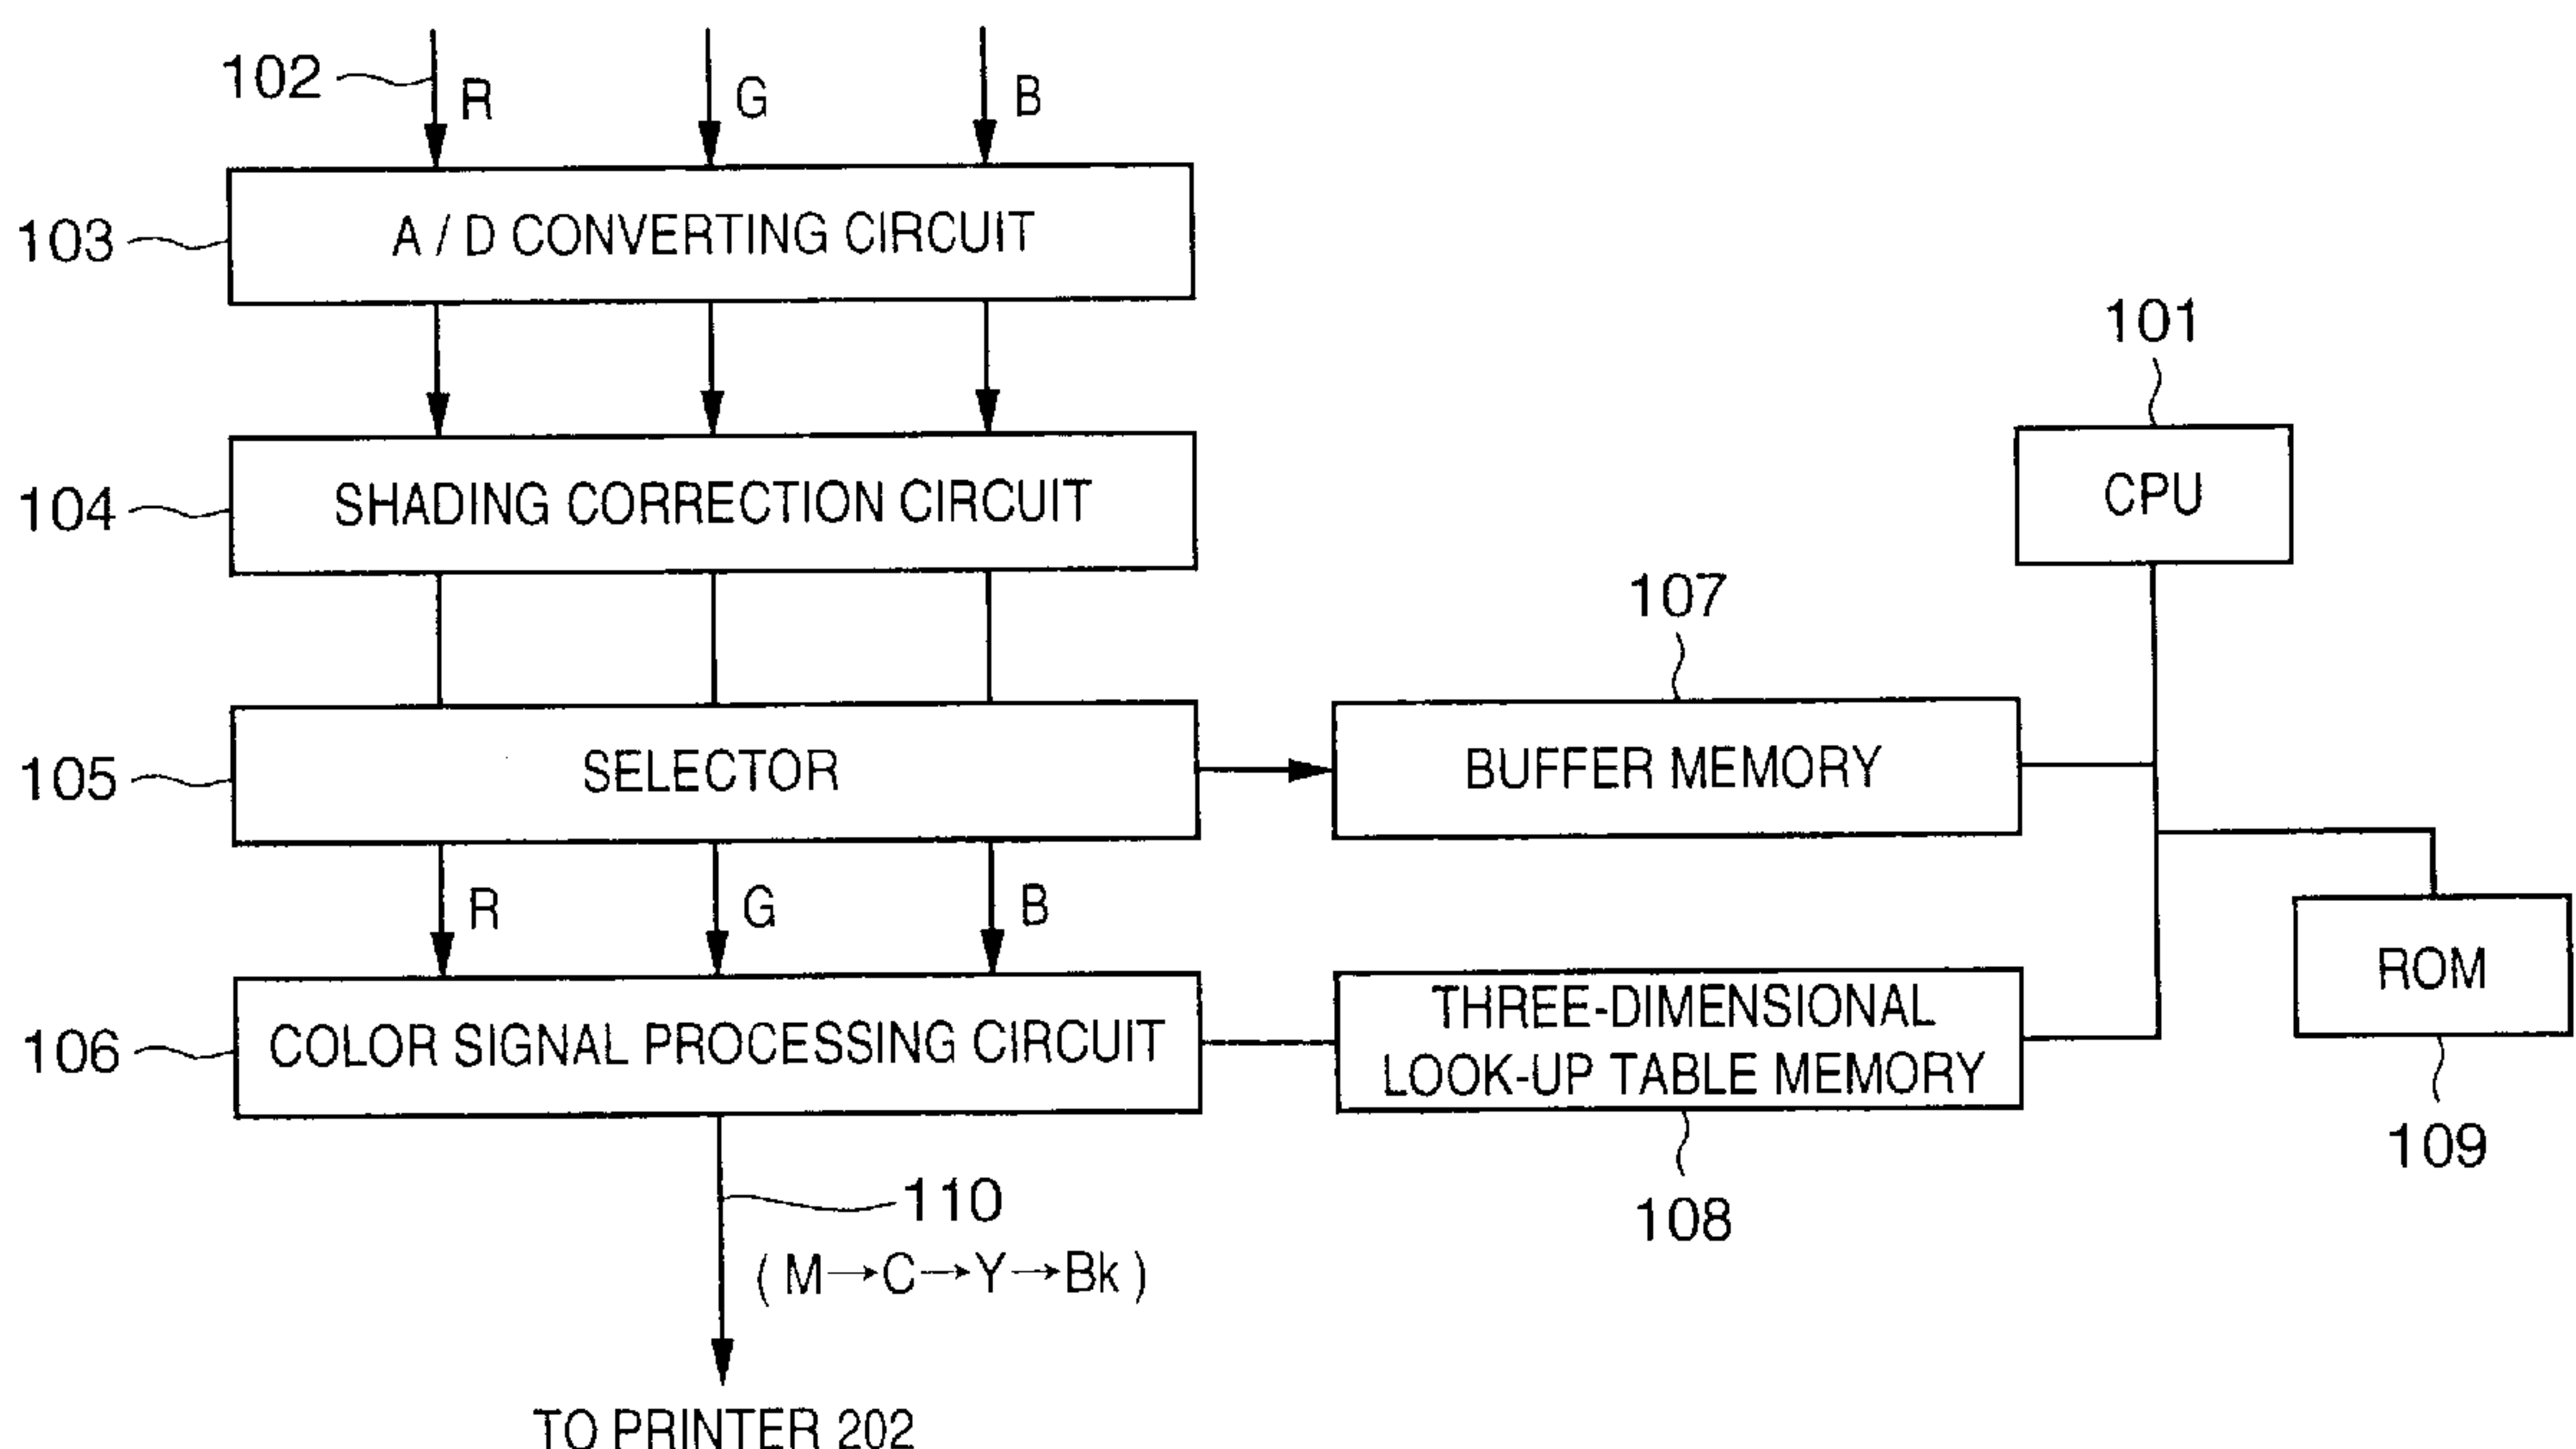 102
R
G
B
103
A / D CONVERTING CIRCUIT
101
104
SHADING CORRECTION CIRCUIT
CPU
107
105
SELECTOR
BUFFER MEMORY
R
G
B
ROM
106
COLOR SIGNAL PROCESSING CIRCUIT
THREE-DIMENSIONAL
LOOK-UP TABLE MEMORY
109
110
108
( M→C→Y→Bk )
TO PRINTER 202